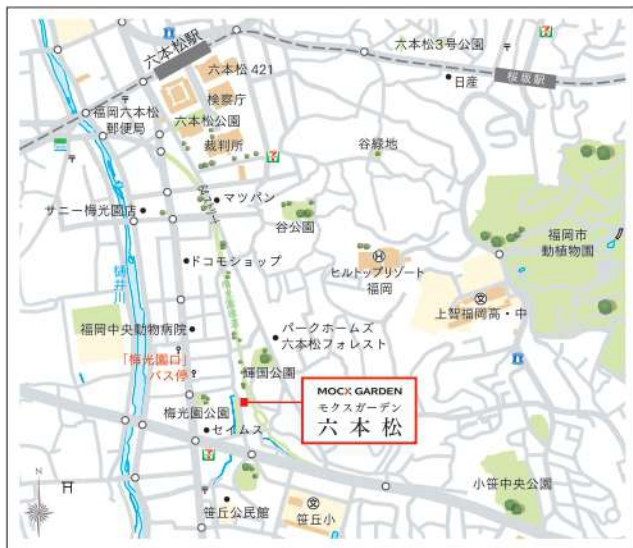 六本松駅
六本松421
六本松3号公園
日産
桜坂駅
検察庁
福岡六本松
郵便局
六本松公園
裁判所
谷緑地
マツパン
サニー梅光園店
谷公園
樋井川
ドコモショップ
ヒルトップリゾート
福岡
福岡市
動植物園
上智福岡高・中
福岡中央動物病院
パークホームズ
六本松フォレスト
「梅光園口」
バス停
輝国公園
MOCX GARDEN
モクスガーデン
六本松
梅光園公園
セイムス
小笹中央公園
笹丘公民館
笹丘小
N